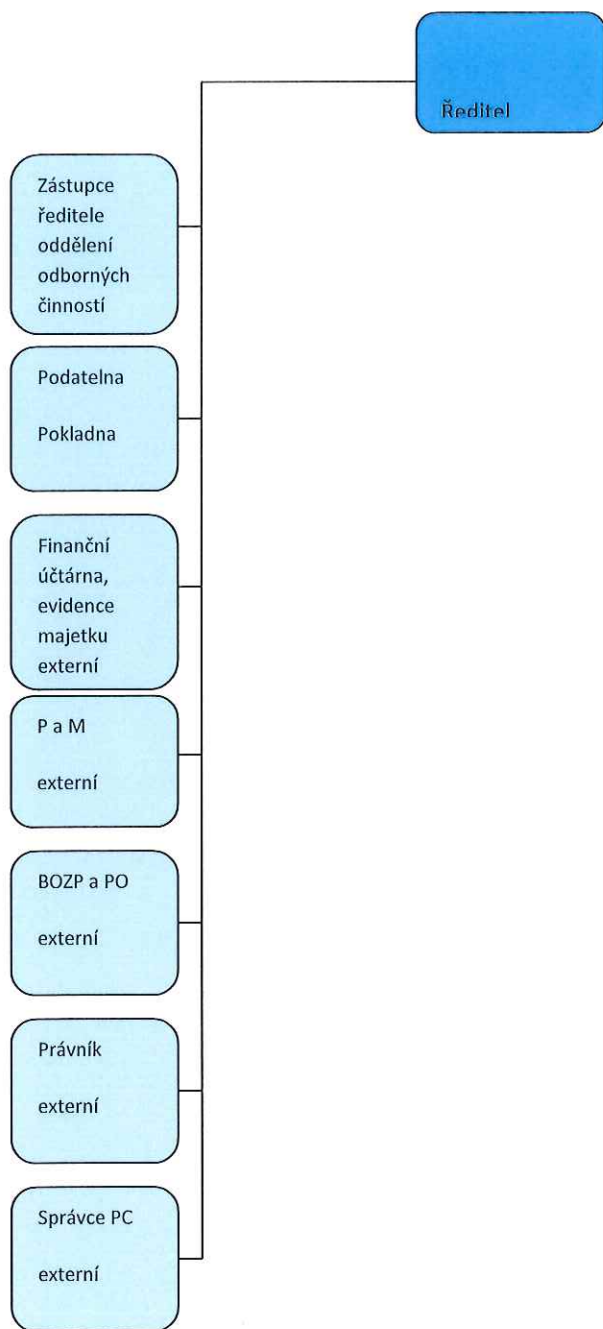 Ředitel
Zástupce
ředitele
oddělení
odborných
činností
Podatelna
Pokladna
Finanční
účtárna,
evidence
majetku
externí
P a M
externí
BOZP a PO
externí
Právník
externí
Správce PC
externí